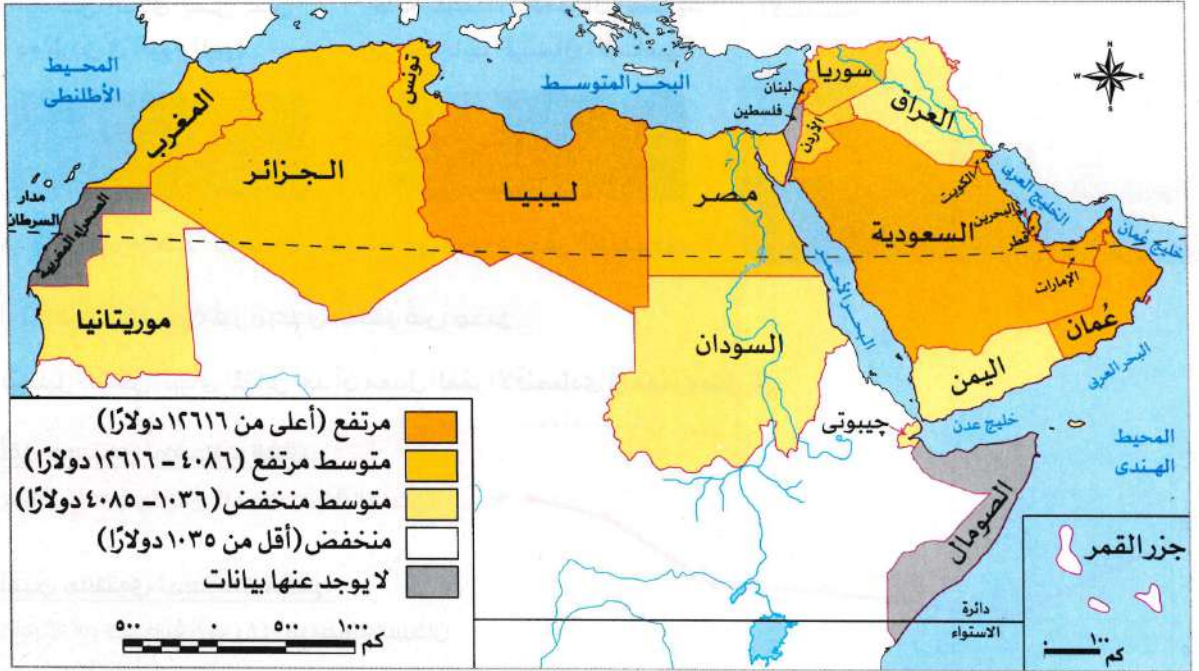 المحيط
الأطلنطى
البحر المتوسط
المغرب
تونس
الجزائر
ليبيا
مصر
سوريا
لبنان
فلسطين
الأردن
العراق
الكويت
الخليج العربى
البحرين
قطر
السعودية
الإمارات
خليج عُمان
عُمان
اليمن
البحر الأحمر
البحر العربى
خليج عدن
المحيط
الهندى
مدار
السرطان
الصحراء المغربية
موريتانيا
السودان
چيبوتى
الصومال
دائرة
الاستواء
جزر القمر
١٠٠
كم
N
W
E
S
مرتفع (أعلى من ١٢٦١٦ دولارًا)
متوسط مرتفع (٤٠٨٦ – ١٢٦١٦ دولارًا)
متوسط منخفض (١٠٣٦ – ٤٠٨٥ دولارًا)
منخفض (أقل من ١٠٣٥ دولارًا)
لا يوجد عنها بيانات
٥٠٠ ٠ ٥٠٠ ١٠٠٠
كم